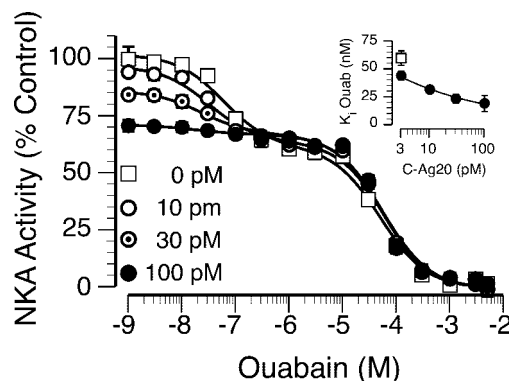 NKA Activity (% Control)
100
75
50
25
0
0 pM
10 pm
30 pM
100 pM
-9 -8 -7 -6 -5 -4 -3 -2
Ouabain (M)
K_I Ouab (nM)
75
50
25
0
3 10 30 100
C-Ag20 (pM)